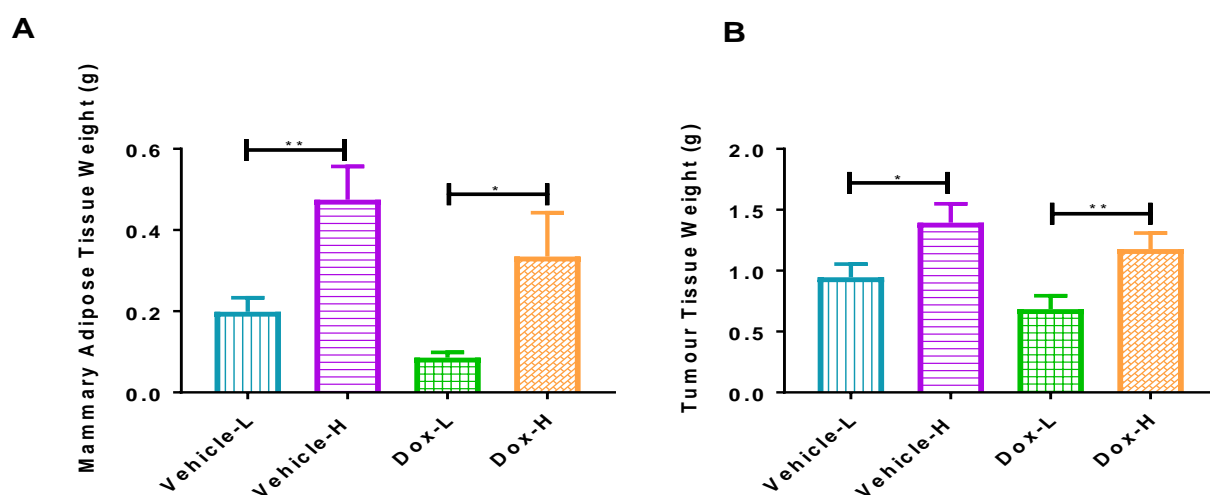 A
Mammary Adipose Tissue Weight (g)
0.6
0.4
0.2
0.0
**
*
Vehicle-L
Vehicle-H
Dox-L
Dox-H
B
Tumour Tissue Weight (g)
2.0
1.5
1.0
0.5
0.0
*
**
Vehicle-L
Vehicle-H
Dox-L
Dox-H